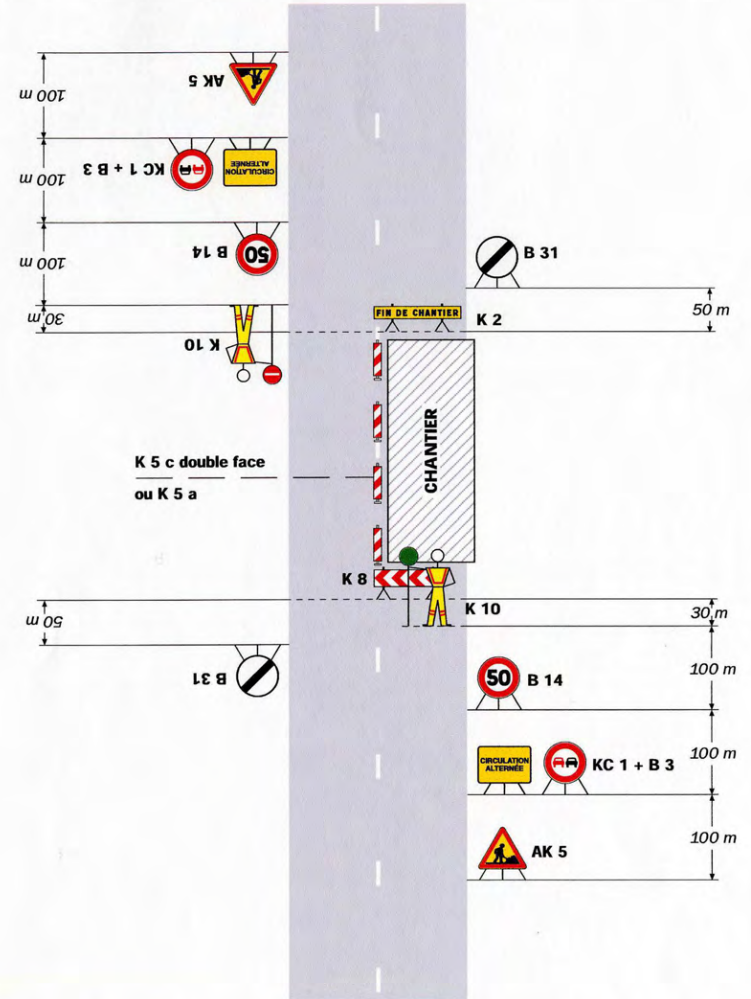 AK 5
100 m
KC 1 + B 3
CIRCULATION
ALTERNÉE
100 m
B 14
50
100 m
30 m
K 10
B 31
50 m
FIN DE CHANTIER
K 2
CHANTIER
K 5 c double face
ou K 5 a
K 8
K 10
30 m
50 m
B 31
50
B 14
100 m
CIRCULATION
ALTERNÉE
KC 1 + B 3
100 m
AK 5
100 m